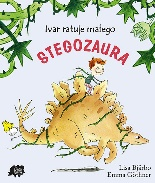 Ivar ratuje małego
STEGOZAURA
Lisa Bjärbo
Emma Göthner